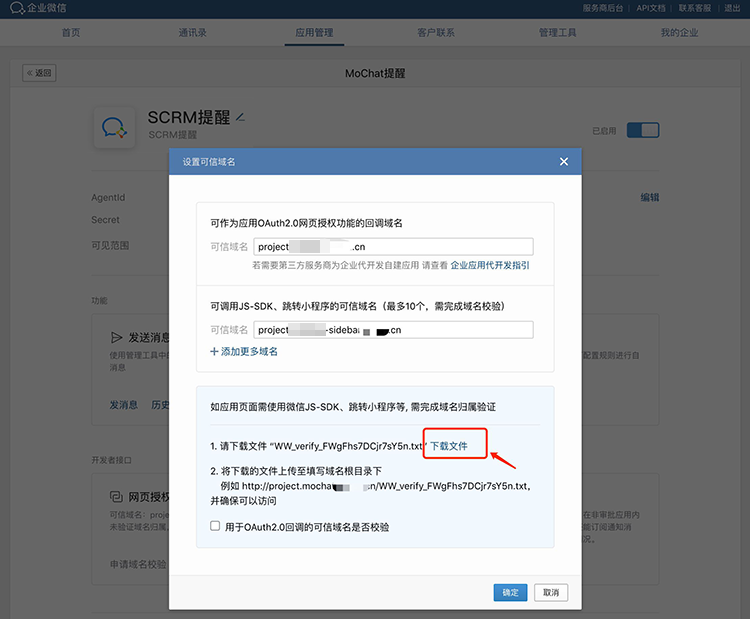 企业微信
服务商后台 | API文档 | 联系客服 | 退出
首页 通讯录 应用管理 客户联系 管理工具 我的企业
« 返回 MoChat提醒
SCRM提醒
SCRM提醒
已启用
设置可信域名
AgentId 编辑
Secret
可见范围
可作为应用OAuth2.0网页授权功能的回调域名
可信域名 project .cn
若需要第三方服务商为企业代开发自建应用 请查看 企业应用代开发指引
功能
可调用JS-SDK、跳转小程序的可信域名（最多10个，需完成域名校验）
可信域名 project -sideba .cn
+ 添加更多域名
发送消息
使用管理工具中的 配置规则进行自
消息
发消息 历史
如应用页面需使用微信JS-SDK、跳转小程序等, 需完成域名归属验证
1. 请下载文件 “WW_verify_FWgFhs7DCjr7sY5n.txt” 下载文件
2. 将下载的文件上传至填写域名根目录下
例如 http://project.mocha n/WW_verify_FWgFhs7DCjr7sY5n.txt,
并确保可以访问
用于OAuth2.0回调的可信域名是否校验
开发者接口
网页授权
可信域名: proje 在非审批应用内
未验证域名归属, 能订阅通知消
况。
申请域名校验
确定 取消